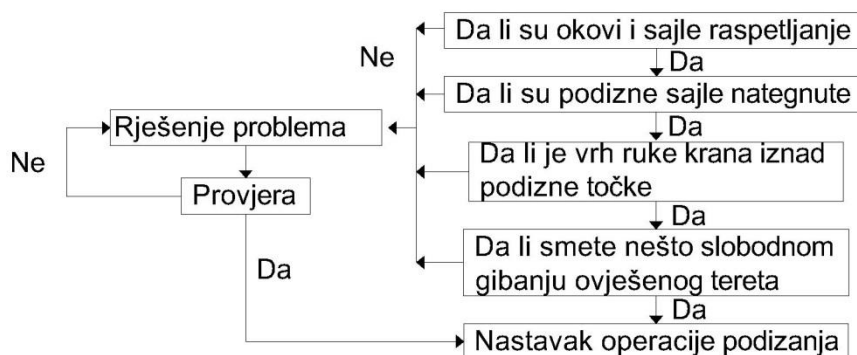 Da li su okovi i sajle raspetljanje
Ne
Da
Da li su podizne sajle nategnute
Rješenje problema
Da
Ne
Da li je vrh ruke krana iznad
podizne točke
Provjera
Da
Da li smete nešto slobodnom
gibanju ovješenog tereta
Da
Da
Nastavak operacije podizanja